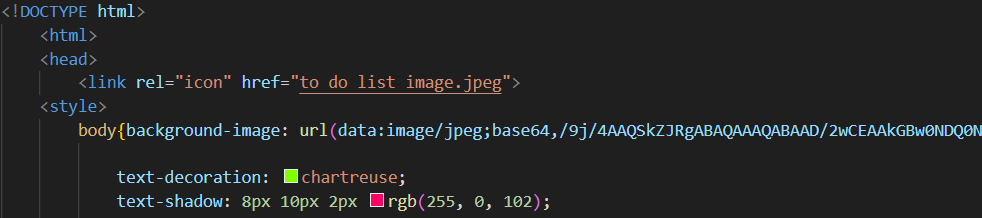 <!DOCTYPE html>
<html>
<head>
<link rel="icon" href="to do list image.jpeg">
<style>
body{background-image: url(data:image/jpeg;base64,/9j/4AAQSkZJRgABAQAAAQABAAD/2wCEAAkGBw0NDQ0N
text-decoration: chartreuse;
text-shadow: 8px 10px 2px rgb(255, 0, 102);